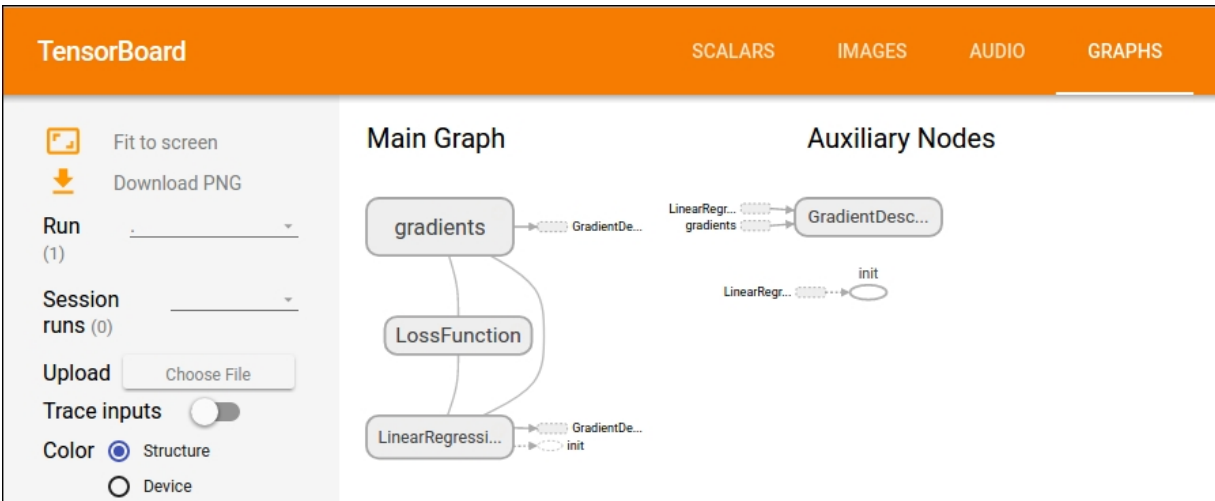 TensorBoard
SCALARS IMAGES AUDIO GRAPHS
Fit to screen
Download PNG
Run
(1)
.
Session
runs (0)
Upload
Choose File
Trace inputs
Color
Structure
Device
Main Graph
gradients
GradientDe...
LossFunction
LinearRegressi...
GradientDe...
init
Auxiliary Nodes
LinearRegr...
gradients
GradientDesc...
init
LinearRegr...